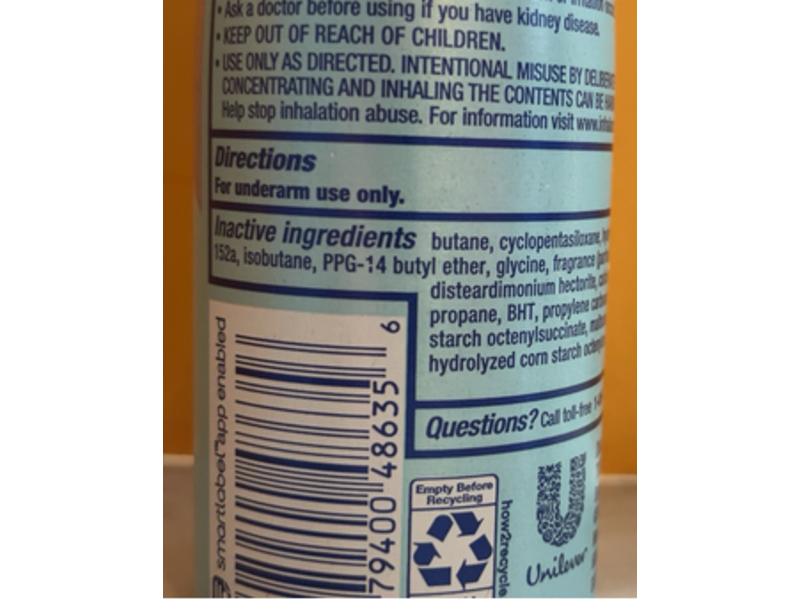 • Ask a doctor before using if you have kidney disease.
• KEEP OUT OF REACH OF CHILDREN.
• USE ONLY AS DIRECTED. INTENTIONAL MISUSE BY
CONCENTRATING AND INHALING THE CONTENTS CAN BE
Help stop inhalation abuse. For information visit
Directions
For underarm use only.
Inactive ingredients butane, cyclopentasiloxane,
152a, isobutane, PPG-14 butyl ether, glycine, fragrance
disteardimonium hectorite,
propane, BHT, propylene
starch octenylsuccinate,
hydrolyzed corn starch
Questions? Call toll-free
smartlabel app enabled
79400 48635 6
Empty Before
Recycling
how2recycle
Unilever